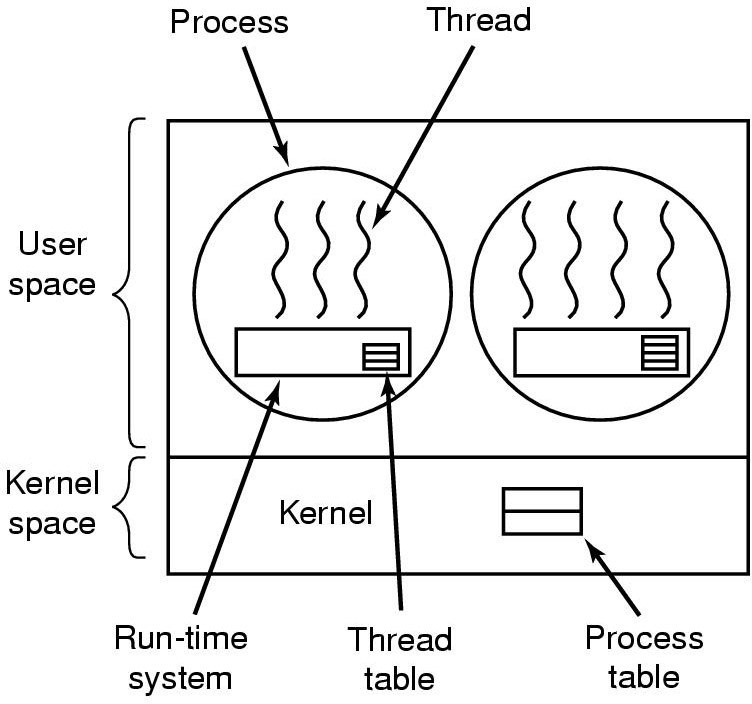 Process
Thread
User
space
Kernel
space
Kernel
Run-time
system
Thread
table
Process
table